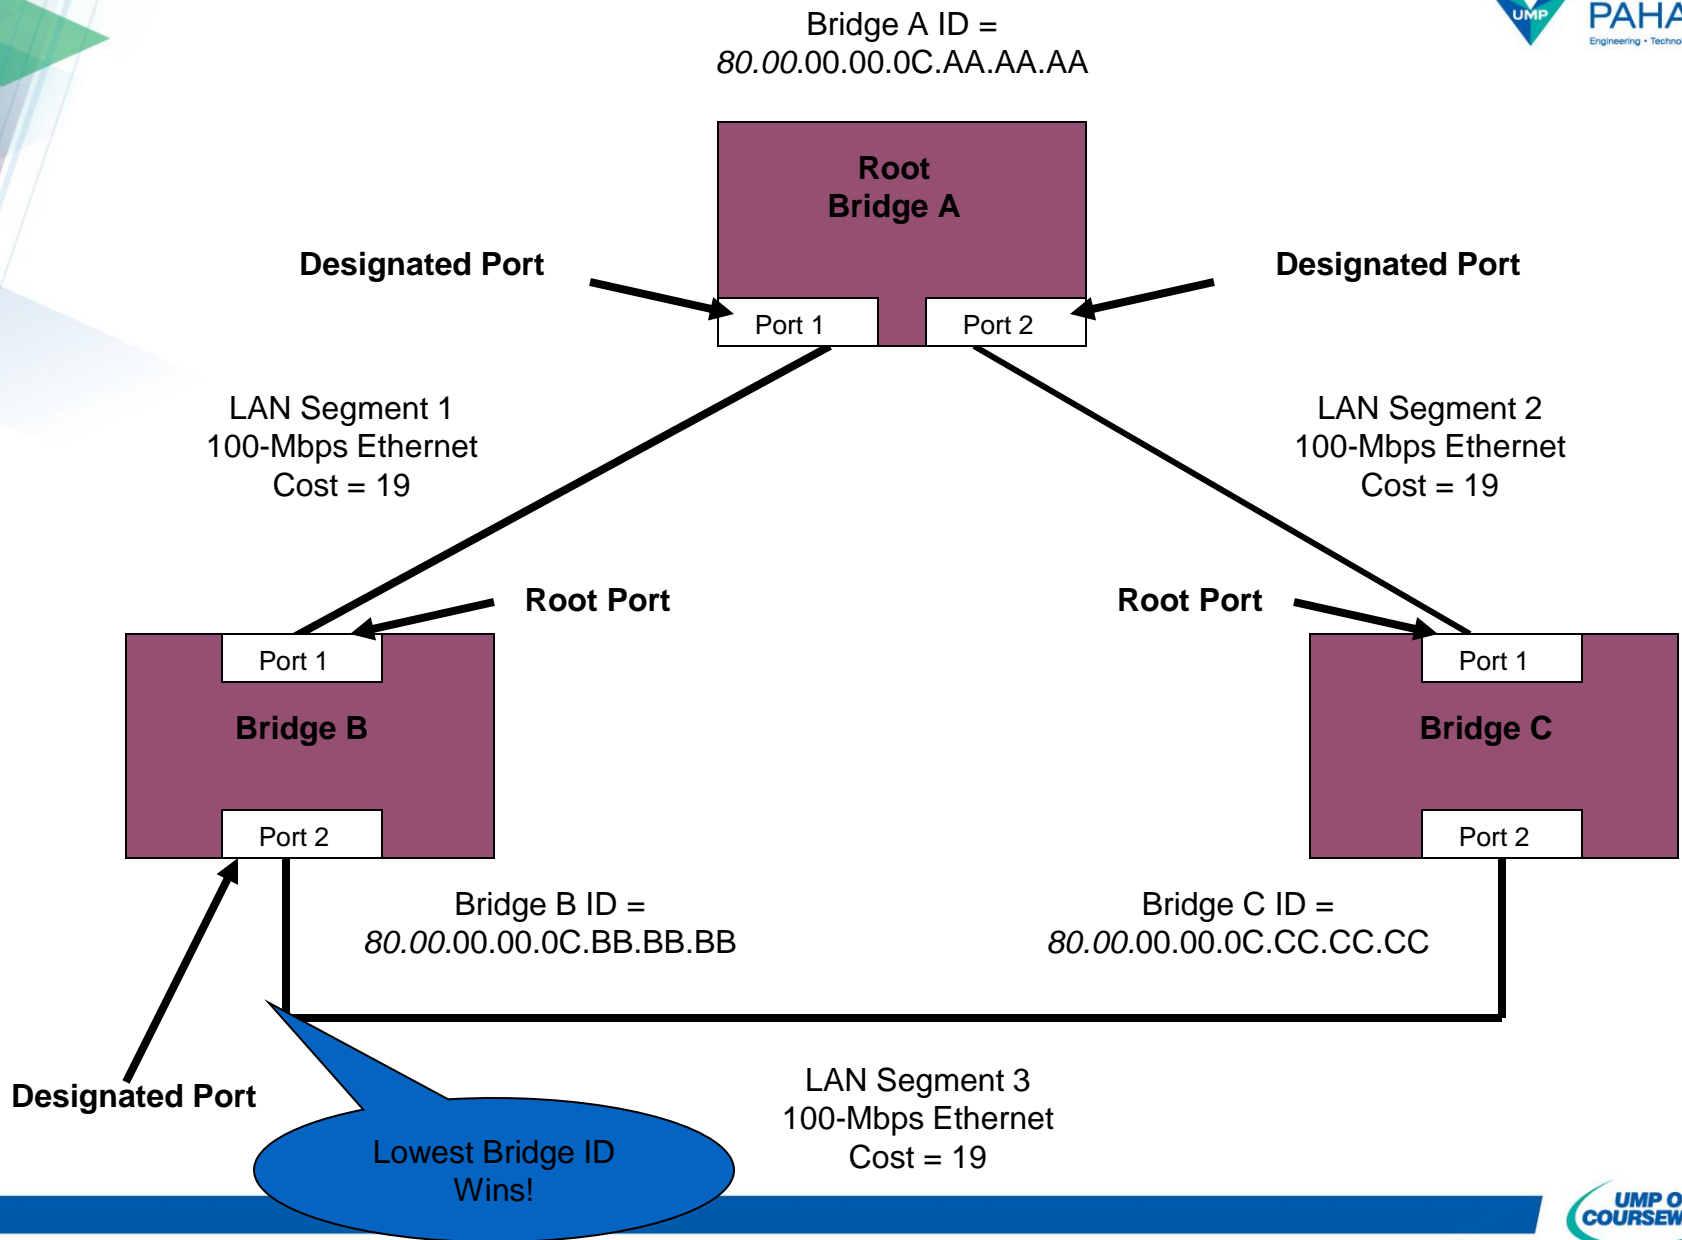 Bridge A ID =
80.00.00.00.0C.AA.AA.AA
UMP
Root
Bridge A
Designated Port
Designated Port
Port 1
Port 2
LAN Segment 1
100-Mbps Ethernet
Cost = 19
LAN Segment 2
100-Mbps Ethernet
Cost = 19
Root Port
Root Port
Port 1
Port 1
Bridge B
Bridge C
Port 2
Port 2
Bridge B ID =
80.00.00.00.0C.BB.BB.BB
Bridge C ID =
80.00.00.00.0C.CC.CC.CC
Designated Port
LAN Segment 3
100-Mbps Ethernet
Cost = 19
Lowest Bridge ID
Wins!
UMP